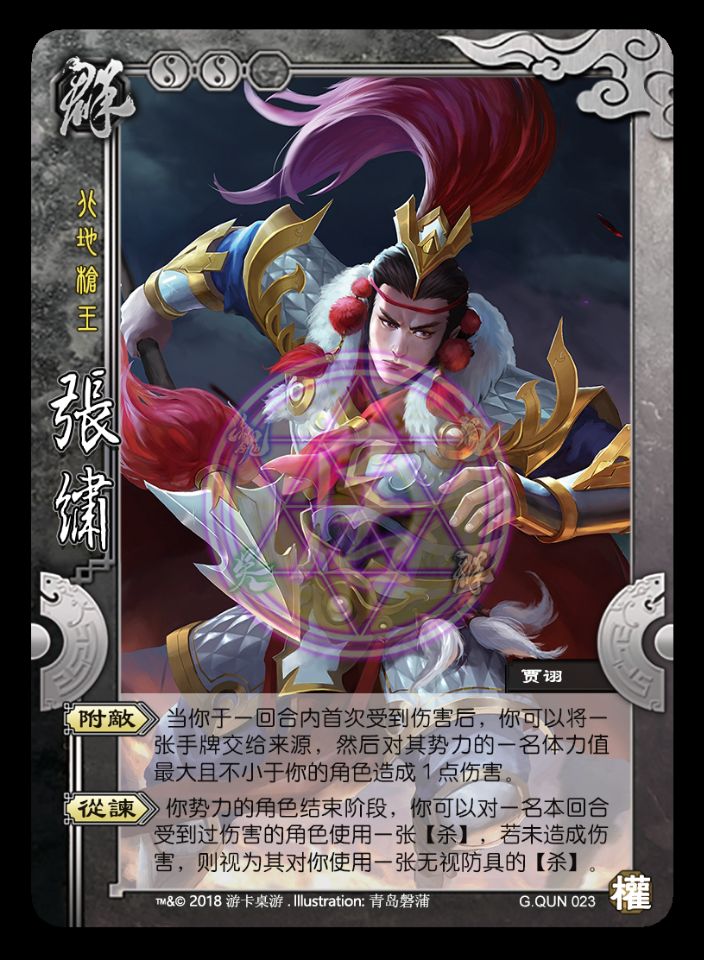 群
北地槍王
張繡
魏
蜀
吳
群
贾诩
附敵
当你于一回合内首次受到伤害后，你可以将一
张手牌交给来源，然后对其势力的一名体力值
最大且不小于你的角色造成1点伤害。
從諫
你势力的角色结束阶段，你可以对一名本回合
受到过伤害的角色使用一张【杀】，若未造成伤
害，则视为其对你使用一张无视防具的【杀】。
™&© 2018 游卡桌游 . Illustration: 青岛磐蒲
G.QUN 023
權